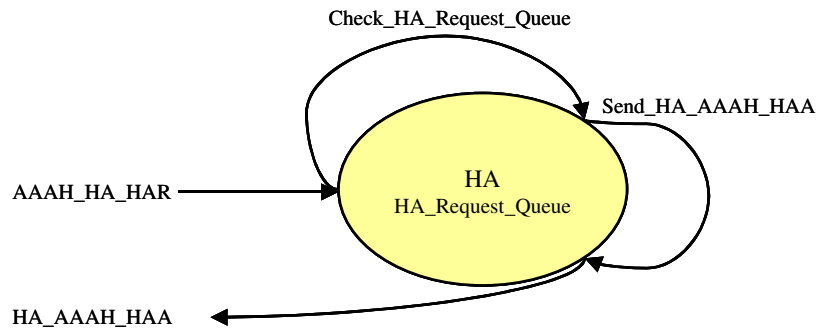 Check_HA_Request_Queue
Send_HA_AAAH_HAA
HA
AAAH_HA_HAR
HA_Request_Queue
HA_AAAH_HAA